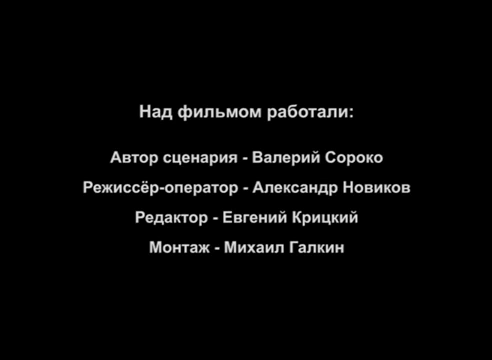 Над фильмом работали:
Автор сценария - Валерий Сороко
Режиссёр-оператор - Александр Новиков
Редактор - Евгений Крицкий
Монтаж - Михаил Галкин